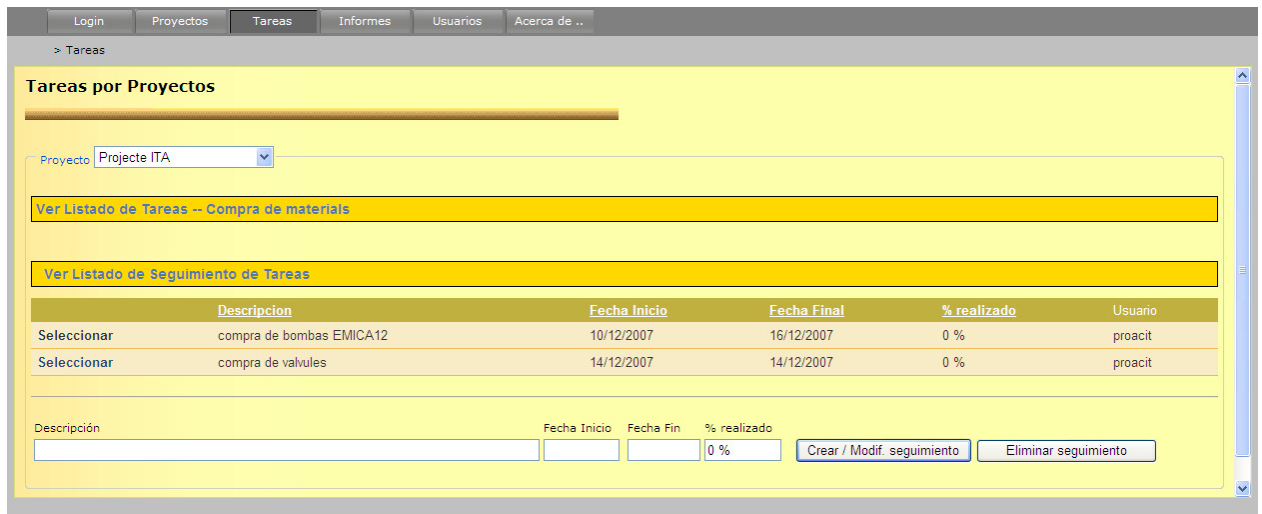 Login Proyectos Tareas Informes Usuarios Acerca de ..
> Tareas
Tareas por Proyectos
Proyecto Projecte ITA
Ver Listado de Tareas -- Compra de materials
Ver Listado de Seguimiento de Tareas
Descripcion Fecha Inicio Fecha Final % realizado Usuario
Seleccionar compra de bombas EMICA12 10/12/2007 16/12/2007 0 % proacit
Seleccionar compra de valvules 14/12/2007 14/12/2007 0 % proacit
Descripción Fecha Inicio Fecha Fin % realizado
0 % Crear / Modif. seguimiento Eliminar seguimiento